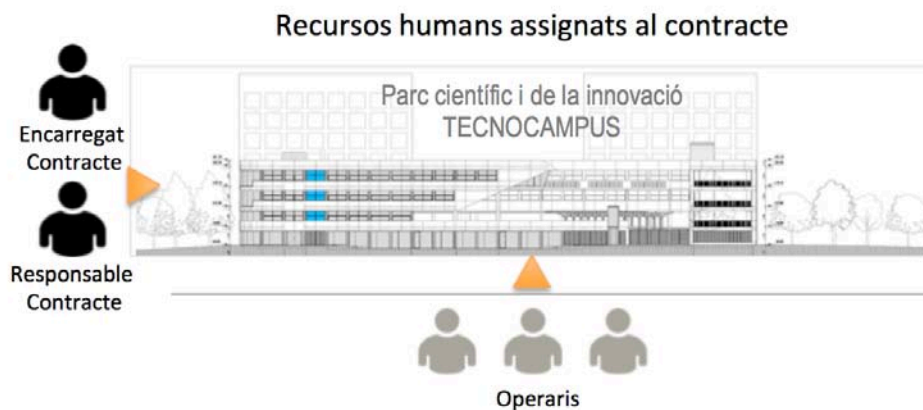 Recursos humans assignats al contracte
Parc científic i de la innovació
TECNOCAMPUS
Encarregat
Contracte
Responsable
Contracte
Operaris